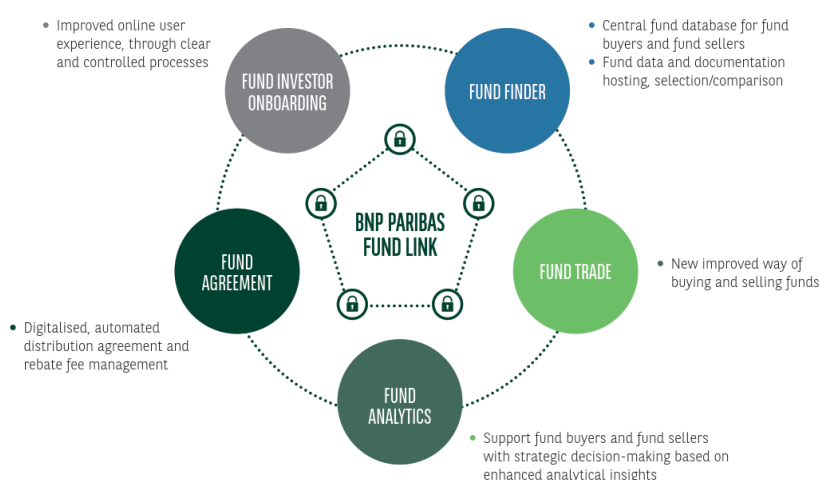 • Improved online user
experience, through clear
and controlled processes
FUND INVESTOR
ONBOARDING
FUND FINDER
• Central fund database for fund
buyers and fund sellers
• Fund data and documentation
hosting, selection/comparison
BNP PARIBAS
FUND LINK
FUND
AGREEMENT
• Digitalised, automated
distribution agreement and
rebate fee management
FUND TRADE
• New improved way of
buying and selling funds
FUND
ANALYTICS
• Support fund buyers and fund sellers
with strategic decision-making based on
enhanced analytical insights